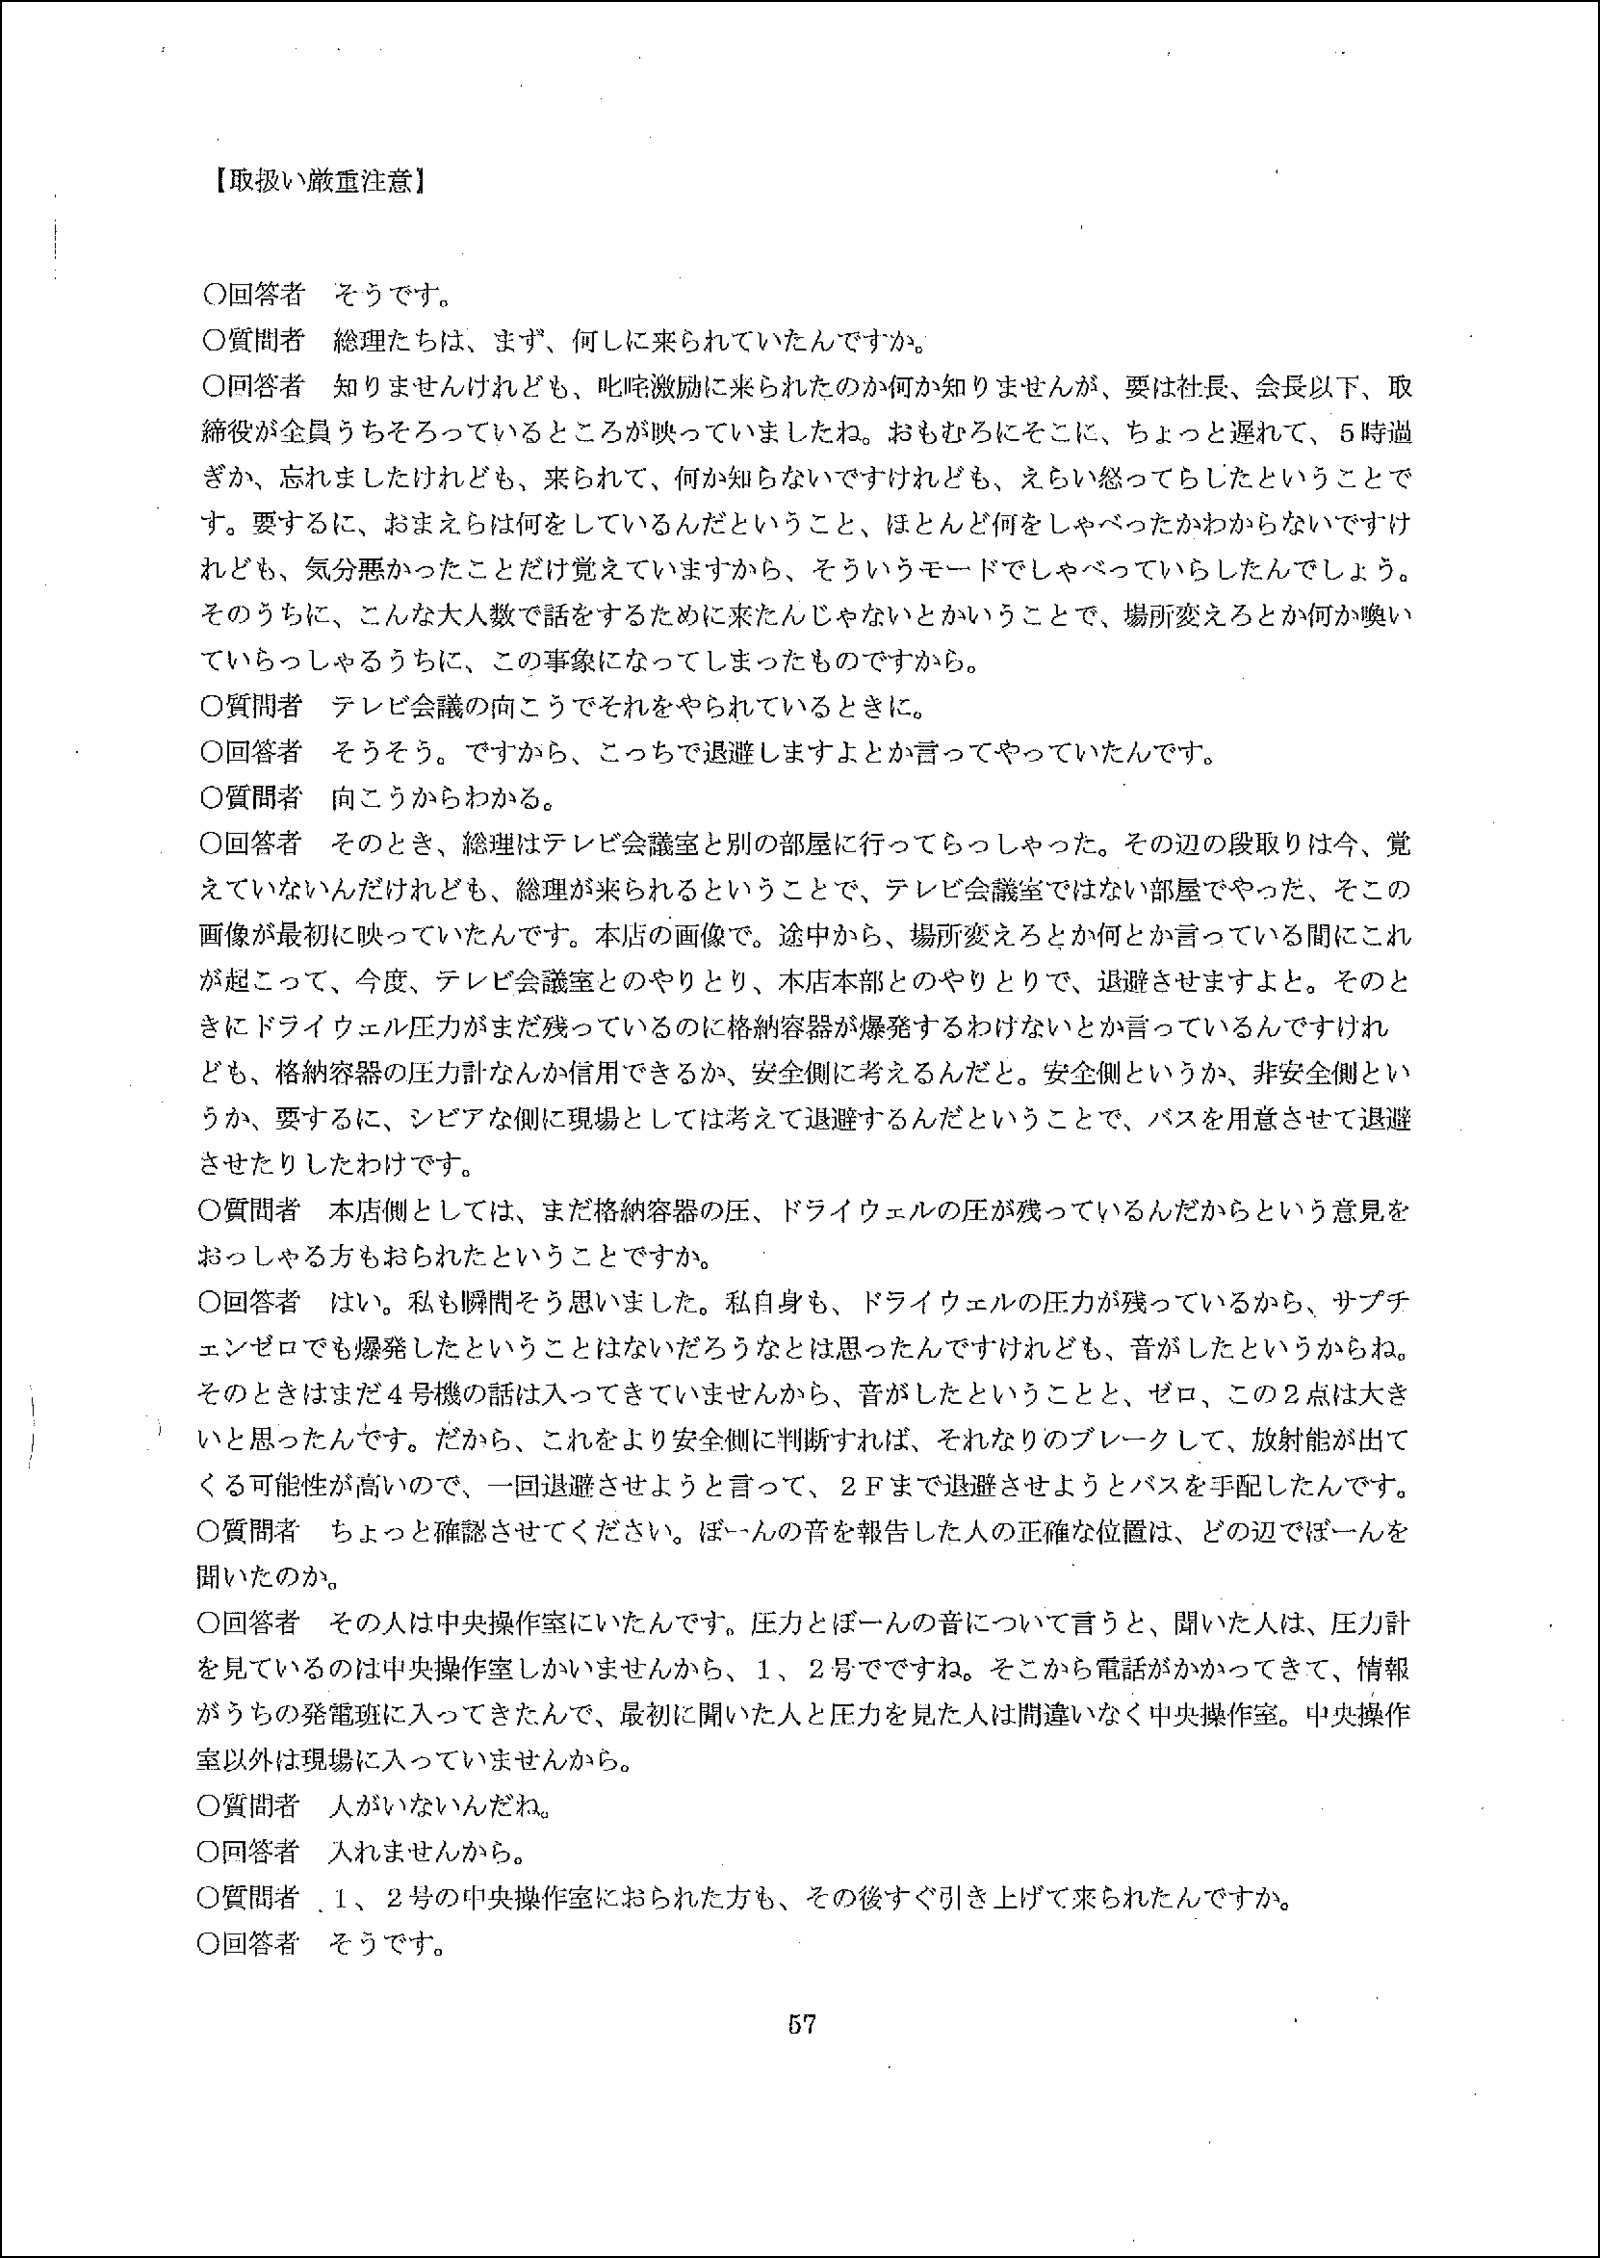 【取扱い厳重注意】
○回答者　そうです。
○質問者　総理たちは、まず、何しに来られていたんですか。
○回答者　知りませんけれども、叱咤激励に来られたのか何か知りませんが、要は社長、会長以下、取
締役が全員うちそろっているところが映っていましたね。おもむろにそこに、ちょっと遅れて、５時過
ぎか、忘れましたけれども、来られて、何か知らないですけれども、えらい怒ってらしたということで
す。要するに、おまえらは何をしているんだということ、ほとんど何をしゃべったかわからないですけ
れども、気分悪かったことだけ覚えていますから、そういうモードでしゃべっていらしたんでしょう。
そのうちに、こんな大人数で話をするために来たんじゃないとかいうことで、場所変えろとか何か喚い
ていらっしゃるうちに、この事象になってしまったものですから。
○質問者　テレビ会議の向こうでそれをやられているときに。
○回答者　そうそう。ですから、こっちで退避しますよとか言ってやっていたんです。
○質問者　向こうからわかる。
○回答者　そのとき、総理はテレビ会議室と別の部屋に行ってらっしゃった。その辺の段取りは今、覚
えていないんだけれども、総理が来られるということで、テレビ会議室ではない部屋でやった、そこの
画像が最初に映っていたんです。本店の画像で。途中から、場所変えろとか何とか言っている間にこれ
が起こって、今度、テレビ会議室とのやりとり、本店本部とのやりとりで、退避させますよと。そのと
きにドライウェル圧力がまだ残っているのに格納容器が爆発するわけないとか言っているんですけれ
ども、格納容器の圧力計なんか信用できるか、安全側に考えるんだと。安全側というか、非安全側とい
うか、要するに、シビアな側に現場としては考えて退避するんだということで、バスを用意させて退避
させたりしたわけです。
○質問者　本店側としては、まだ格納容器の圧、ドライウェルの圧が残っているんだからという意見を
おっしゃる方もおられたということですか。
○回答者　はい。私も瞬間そう思いました。私自身も、ドライウェルの圧力が残っているから、サプチ
ェンゼロでも爆発したということはないだろうなとは思ったんですけれども、音がしたというからね。
そのときはまだ４号機の話は入ってきていませんから、音がしたということと、ゼロ、この２点は大き
いと思ったんです。だから、これをより安全側に判断すれば、それなりのブレークして、放射能が出て
くる可能性が高いので、一回退避させようと言って、２Ｆまで退避させようとバスを手配したんです。
○質問者　ちょっと確認させてください。ぼーんの音を報告した人の正確な位置は、どの辺でぼーんを
聞いたのか。
○回答者　その人は中央操作室にいたんです。圧力とぼーんの音について言うと、聞いた人は、圧力計
を見ているのは中央操作室しかいませんから、１、２号でですね。そこから電話がかかってきて、情報
がうちの発電班に入ってきたんで、最初に聞いた人と圧力を見た人は間違いなく中央操作室。中央操作
室以外は現場に入っていませんから。
○質問者　人がいないんだね。
○回答者　入れませんから。
○質問者　１、２号の中央操作室におられた方も、その後すぐ引き上げて来られたんですか。
○回答者　そうです。
57